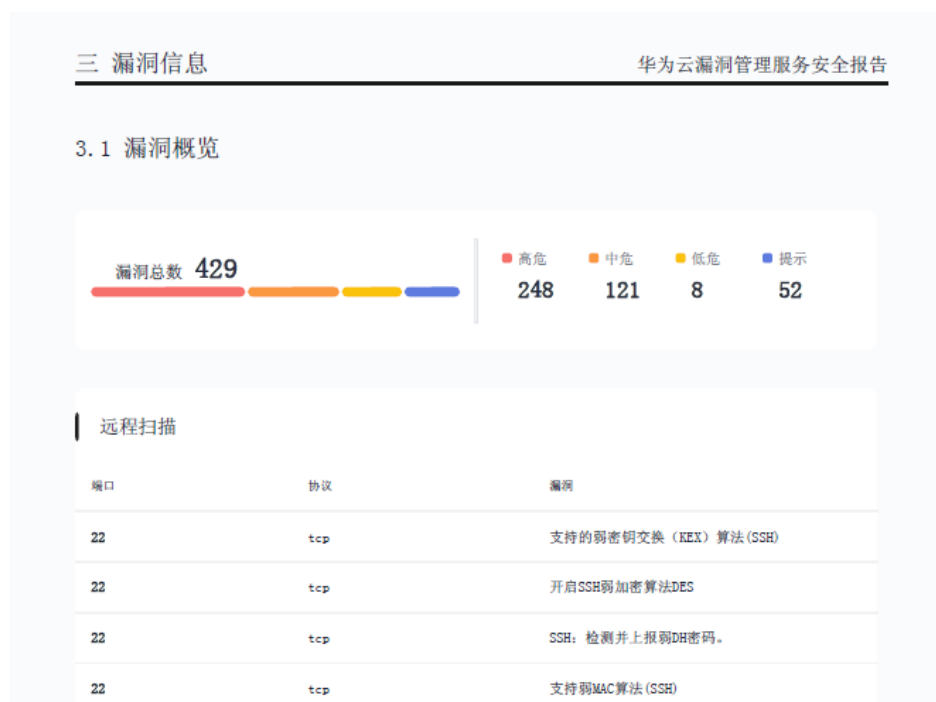 三 漏洞信息 华为云漏洞管理服务安全报告
3.1 漏洞概览
漏洞总数 429
高危 中危 低危 提示
248 121 8 52
远程扫描
端口 协议 漏洞
22 tcp 支持的弱密钥交换（KEX）算法(SSH)
22 tcp 开启SSH弱加密算法DES
22 tcp SSH: 检测并上报弱DH密码。
22 tcp 支持弱MAC算法(SSH)